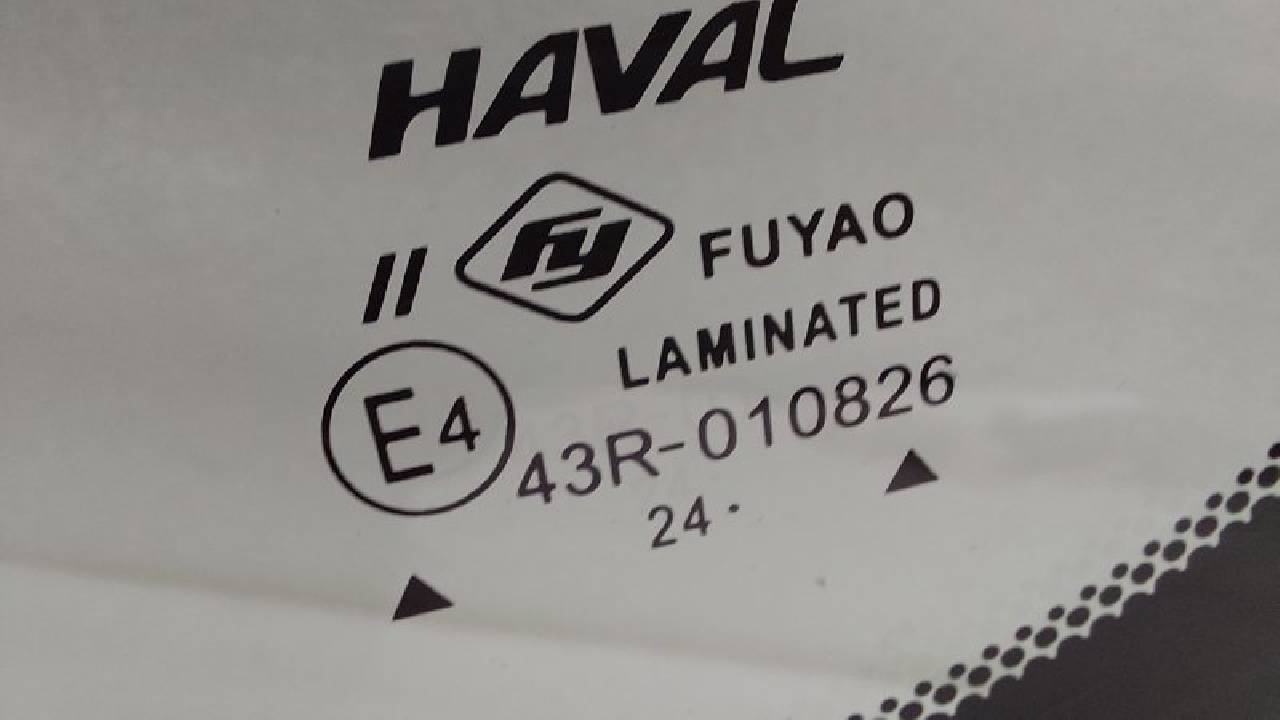 HAVAL
II fy FUYAO
LAMINATED
E4 43R-010826
24 ·